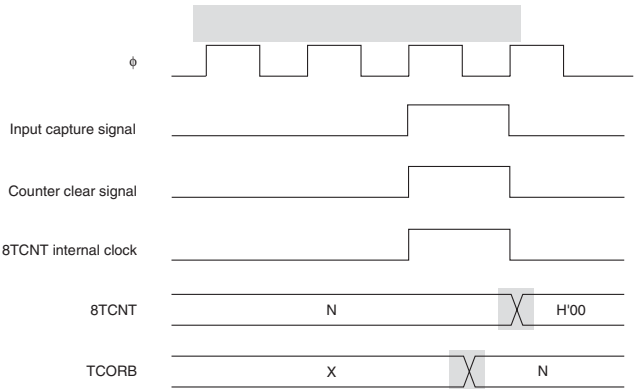 φ
Input capture signal
Counter clear signal
8TCNT internal clock
8TCNT N H'00
TCORB X N